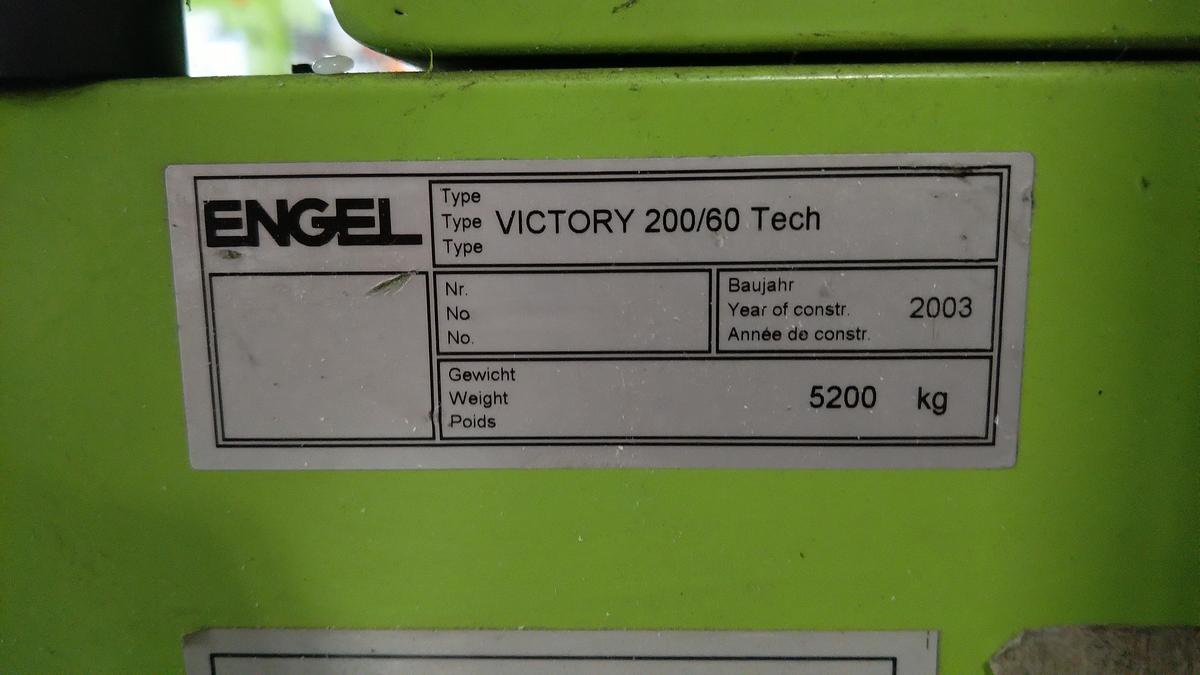 ENGEL
Type
Type VICTORY 200/60 Tech
Type
Nr.
No
No.
Baujahr
Year of constr. 2003
Année de constr.
Gewicht
Weight 5200 kg
Poids